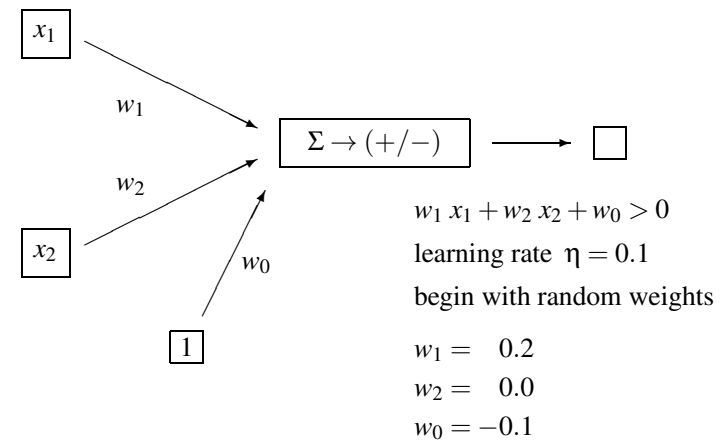 x₁
w₁
Σ → (+/−)
w₂
w₁ x₁ + w₂ x₂ + w₀ > 0
x₂
learning rate η = 0.1
w₀
begin with random weights
1
w₁ = 0.2
w₂ = 0.0
w₀ = −0.1